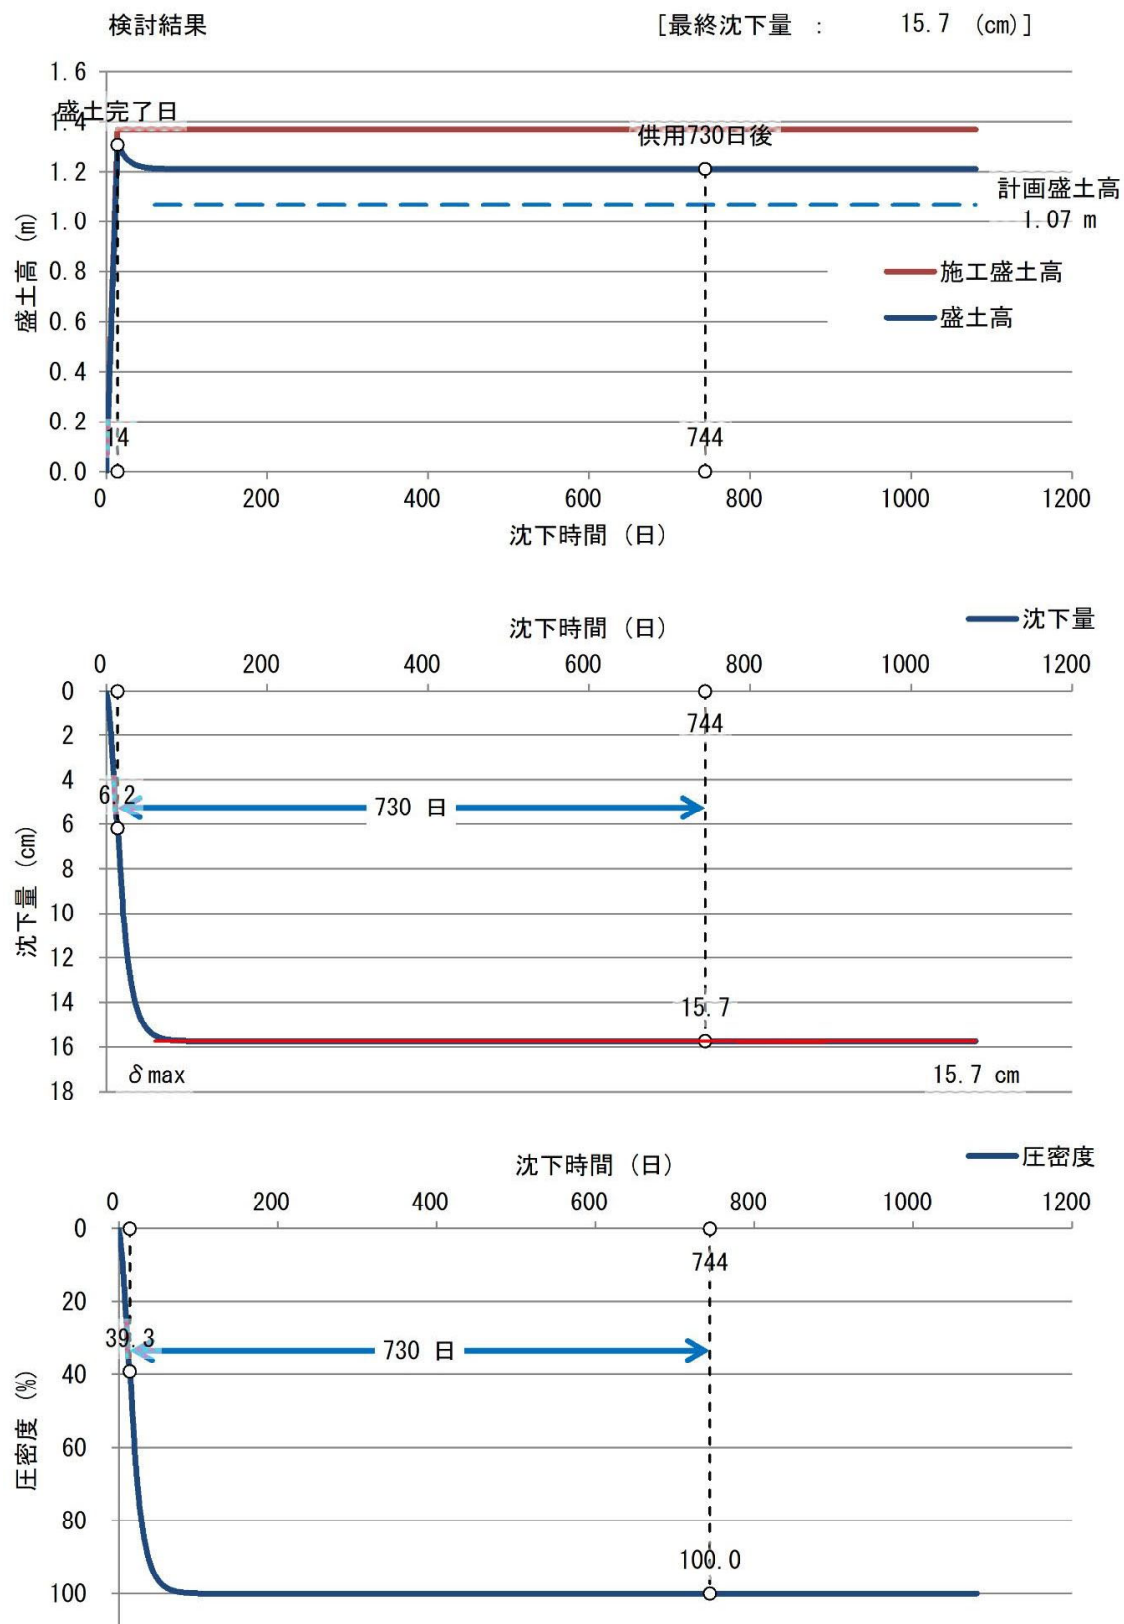 検討結果 [最終沈下量 : 15.7 (cm)]
1.6
盛土完了日
1.4
供用730日後
1.2
計画盛土高
1.07 m
1.0
盛土高 (m)
0.8
施工盛土高
0.6
盛土高
0.4
0.2
14 744
0.0
0 200 400 600 800 1000 1200
沈下時間 (日)
沈下時間 (日) 沈下量
0 200 400 600 800 1000 1200
0
744
2
4
6.2 730 日
6
沈下量 (cm)
8
10
12
14
15.7
16
δmax 15.7 cm
18
沈下時間 (日) 圧密度
0 200 400 600 800 1000 1200
0
744
20
39.3 730 日
40
圧密度 (%)
60
80
100.0
100